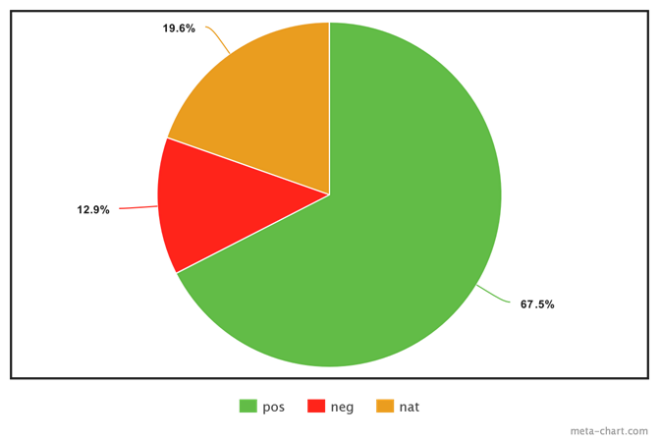 19.6%
12.9%
67.5%
pos neg nat
meta-chart.com